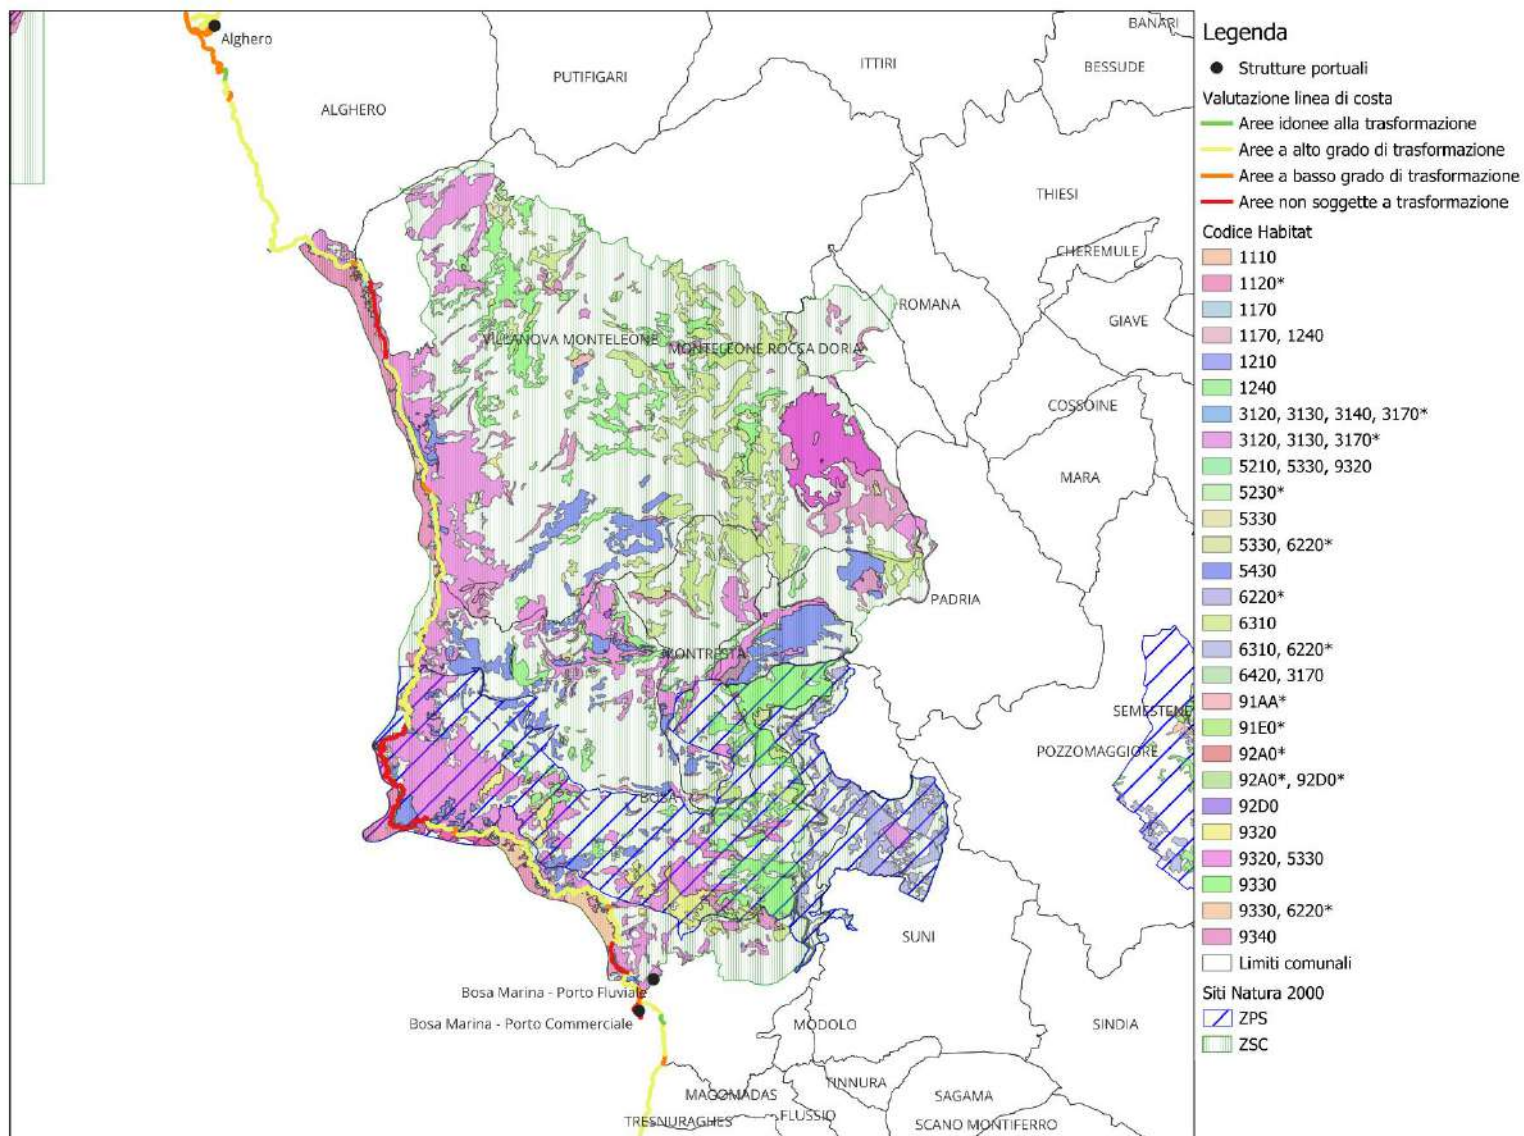 Alghero
ALGHERO
PUTIFIGARI
ITTIRI
BANARI
BESSUDE
THIESI
CHEREMULE
ROMANA
GIAVE
VILLANOVA MONTELEONE
MONTELEONE ROCCA DORIA
COSSOINE
MARA
PADRIA
MONTRESTA
SEMESTENE
POZZOMAGGIORE
BOSA
SUNI
Bosa Marina - Porto Fluviale
Bosa Marina - Porto Commerciale
MODOLO
SINDIA
TINNURA
MAGOMADAS
SAGAMA
FLUSSIO
TRESNURAGHES
SCANO MONTIFERRO
Legenda
Strutture portuali
Valutazione linea di costa
Aree idonee alla trasformazione
Aree a alto grado di trasformazione
Aree a basso grado di trasformazione
Aree non soggette a trasformazione
Codice Habitat
1110
1120*
1170
1170, 1240
1210
1240
3120, 3130, 3140, 3170*
3120, 3130, 3170*
5210, 5330, 9320
5230*
5330
5330, 6220*
5430
6220*
6310
6310, 6220*
6420, 3170
91AA*
91E0*
92A0*
92A0*, 92D0*
92D0
9320
9320, 5330
9330
9330, 6220*
9340
Limiti comunali
Siti Natura 2000
ZPS
ZSC